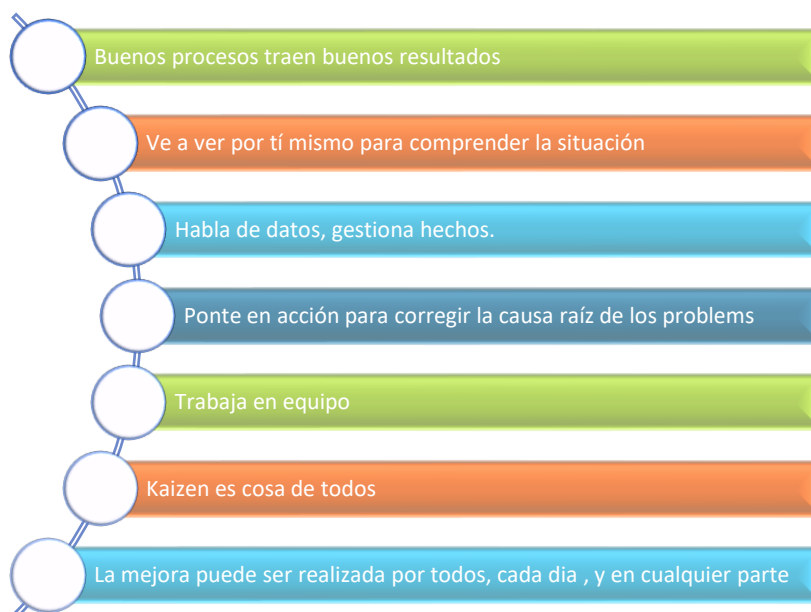 Buenos procesos traen buenos resultados
Ve a ver por tí mismo para comprender la situación
Habla de datos, gestiona hechos.
Ponte en acción para corregir la causa raíz de los problems
Trabaja en equipo
Kaizen es cosa de todos
La mejora puede ser realizada por todos, cada dia , y en cualquier parte